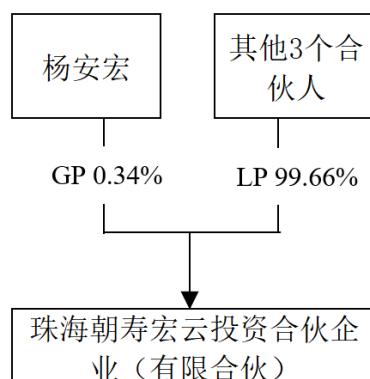 杨安宏
其他3个合
伙人
GP 0.34%
LP 99.66%
珠海朝寿宏云投资合伙企
业（有限合伙）